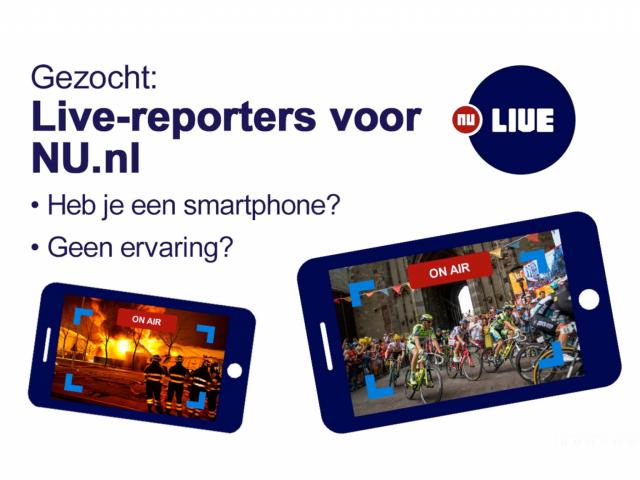 Gezocht:
Live-reporters voor
NU.nl
nu LIVE
• Heb je een smartphone?
• Geen ervaring?
ON AIR
ON AIR